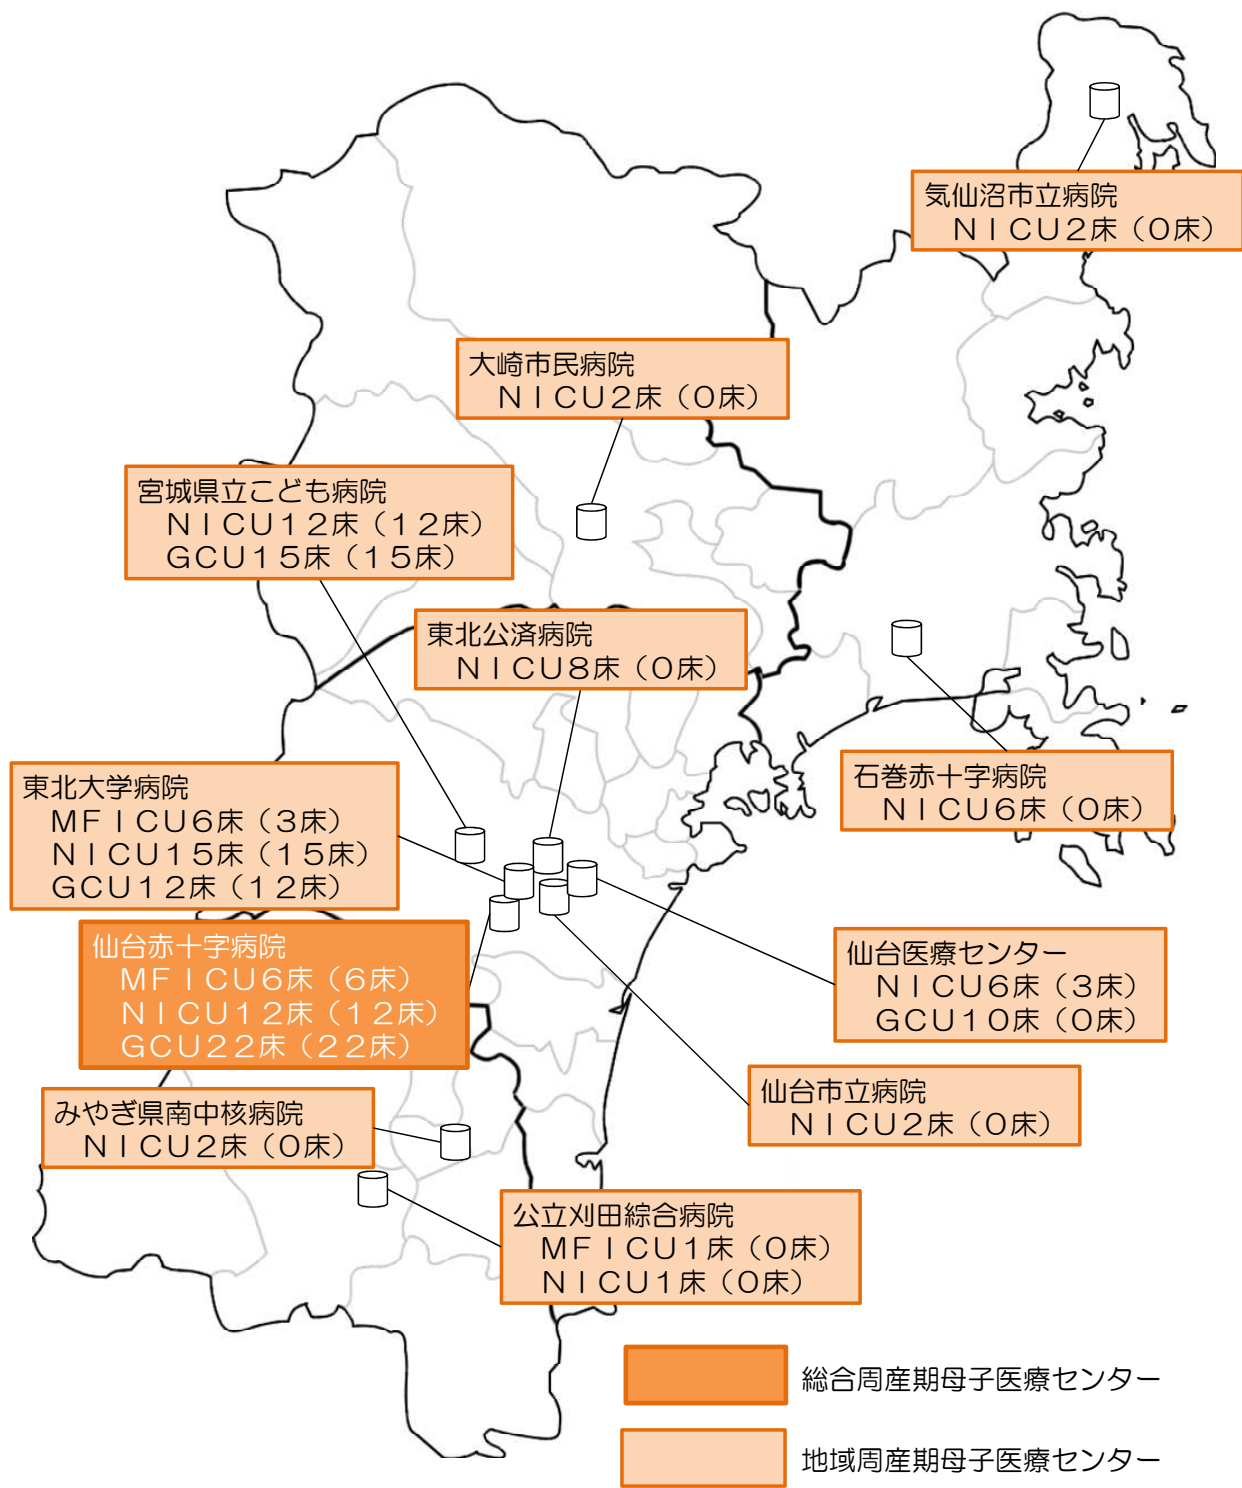 気仙沼市立病院
ＮＩＣＵ２床（０床）
大崎市民病院
ＮＩＣＵ２床（０床）
宮城県立こども病院
ＮＩＣＵ１２床（１２床）
ＧＣＵ１５床（１５床）
東北公済病院
ＮＩＣＵ８床（０床）
石巻赤十字病院
ＮＩＣＵ６床（０床）
東北大学病院
ＭＦＩＣＵ６床（３床）
ＮＩＣＵ１５床（１５床）
ＧＣＵ１２床（１２床）
仙台赤十字病院
ＭＦＩＣＵ６床（６床）
ＮＩＣＵ１２床（１２床）
ＧＣＵ２２床（２２床）
仙台医療センター
ＮＩＣＵ６床（３床）
ＧＣＵ１０床（０床）
仙台市立病院
ＮＩＣＵ２床（０床）
みやぎ県南中核病院
ＮＩＣＵ２床（０床）
公立刈田綜合病院
ＭＦＩＣＵ１床（０床）
ＮＩＣＵ１床（０床）
総合周産期母子医療センター
地域周産期母子医療センター